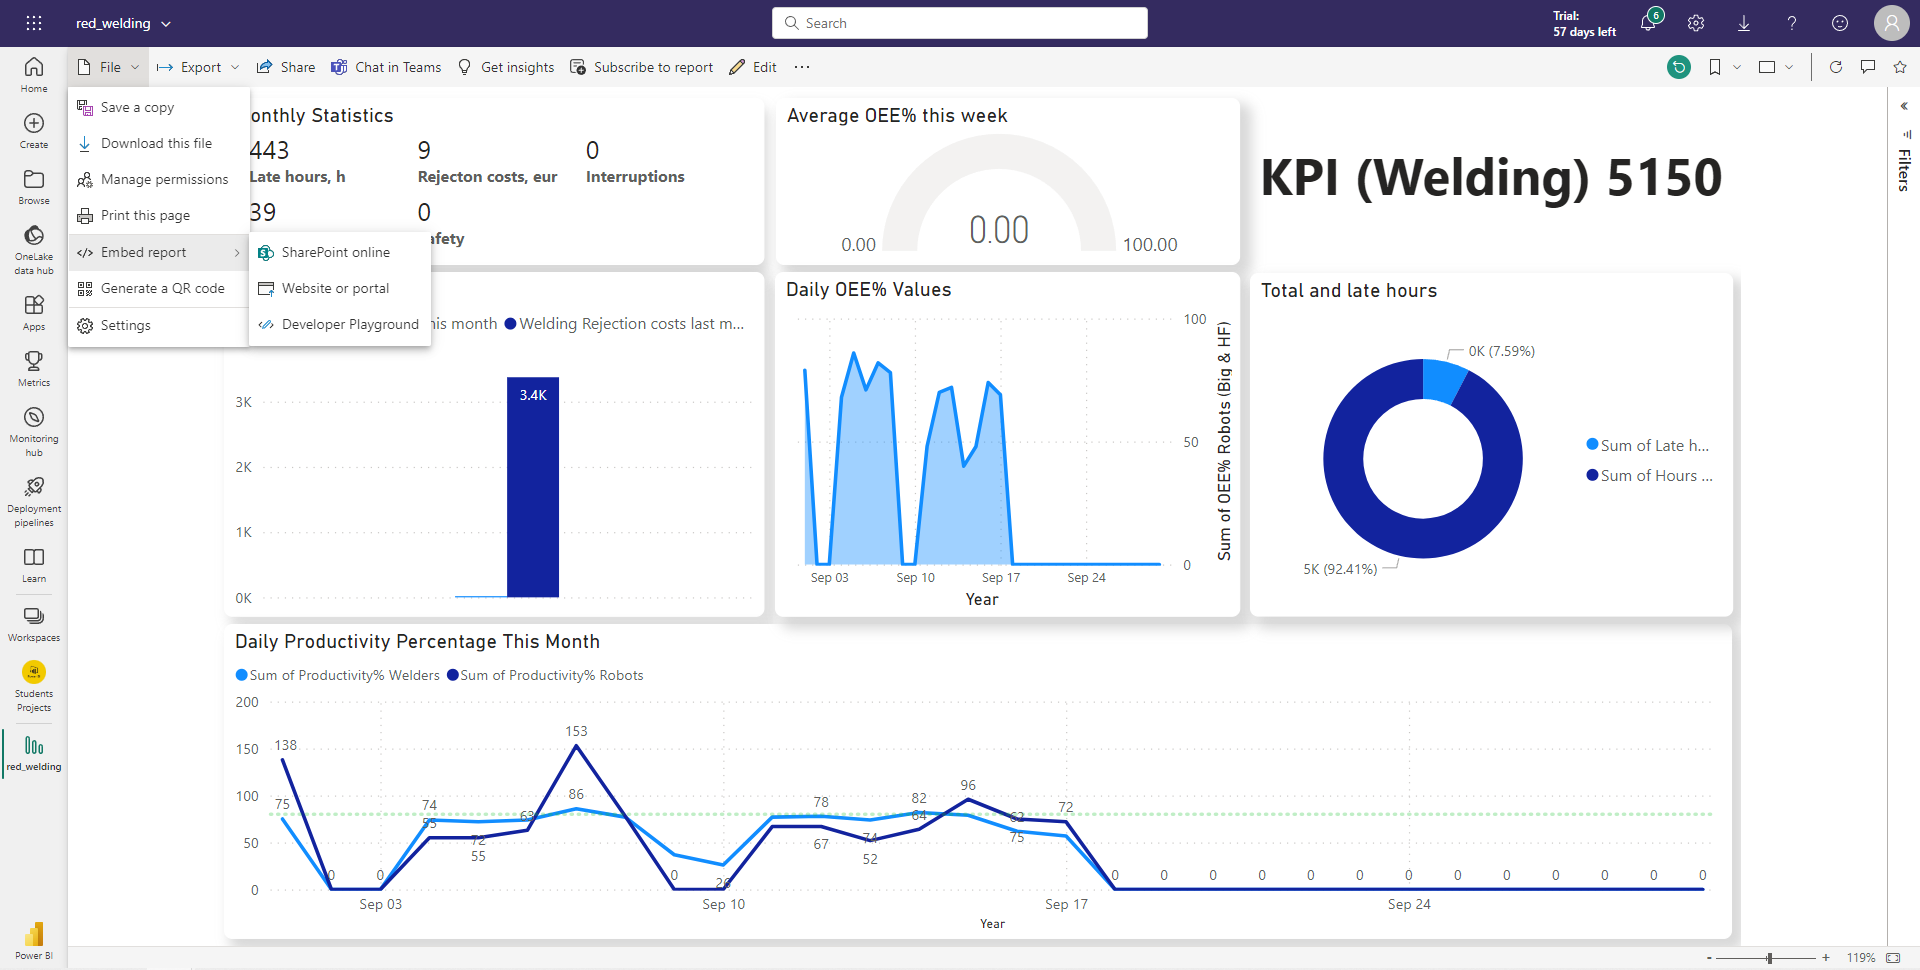 red_welding
Search
Trial:
57 days left
6
File
Export
Share
Chat in Teams
Get insights
Subscribe to report
Edit
Home
Create
Browse
OneLake
data hub
Apps
Metrics
Monitoring
hub
Deployment
pipelines
Learn
Workspaces
Students
Projects
red_welding
Power BI
Save a copy
Download this file
Manage permissions
Print this page
Embed report
Generate a QR code
Settings
SharePoint online
Website or portal
Developer Playground
onthly Statistics
443
Late hours, h
9
Rejecton costs, eur
0
Interruptions
39
0
afety
Average OEE% this week
0.00
0.00
100.00
KPI (Welding) 5150
Filters
his month
Welding Rejection costs last m...
3.4K
3K
2K
1K
0K
Daily OEE% Values
100
50
0
Sum of OEE% Robots (Big & HF)
Sep 03
Sep 10
Sep 17
Sep 24
Year
Total and late hours
0K (7.59%)
5K (92.41%)
Sum of Late h...
Sum of Hours ...
Daily Productivity Percentage This Month
Sum of Productivity% Welders
Sum of Productivity% Robots
200
150
100
50
0
138
75
0
0
74
55
72
55
63
153
86
0
26
78
67
74
52
82
64
96
62
75
72
0 0 0 0 0 0 0 0 0 0 0 0 0
Sep 03
Sep 10
Sep 17
Sep 24
Year
- + 119%